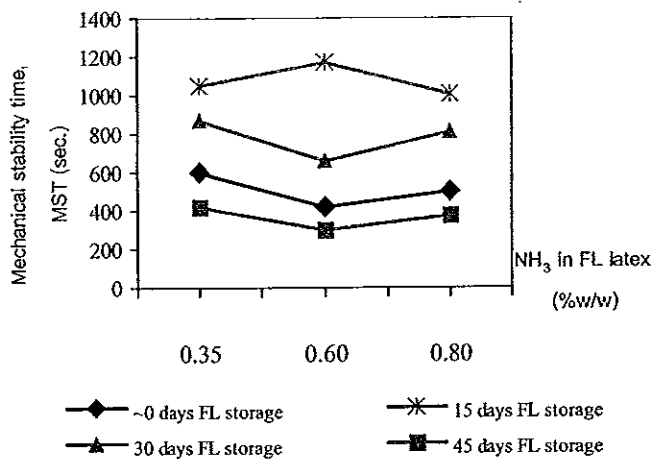 1400
1200
1000
800
600
400
200
0
Mechanical stability time,
MST (sec.)
NH₃ in FL latex
(%w/w)
0.35 0.60 0.80
~0 days FL storage 15 days FL storage
30 days FL storage 45 days FL storage